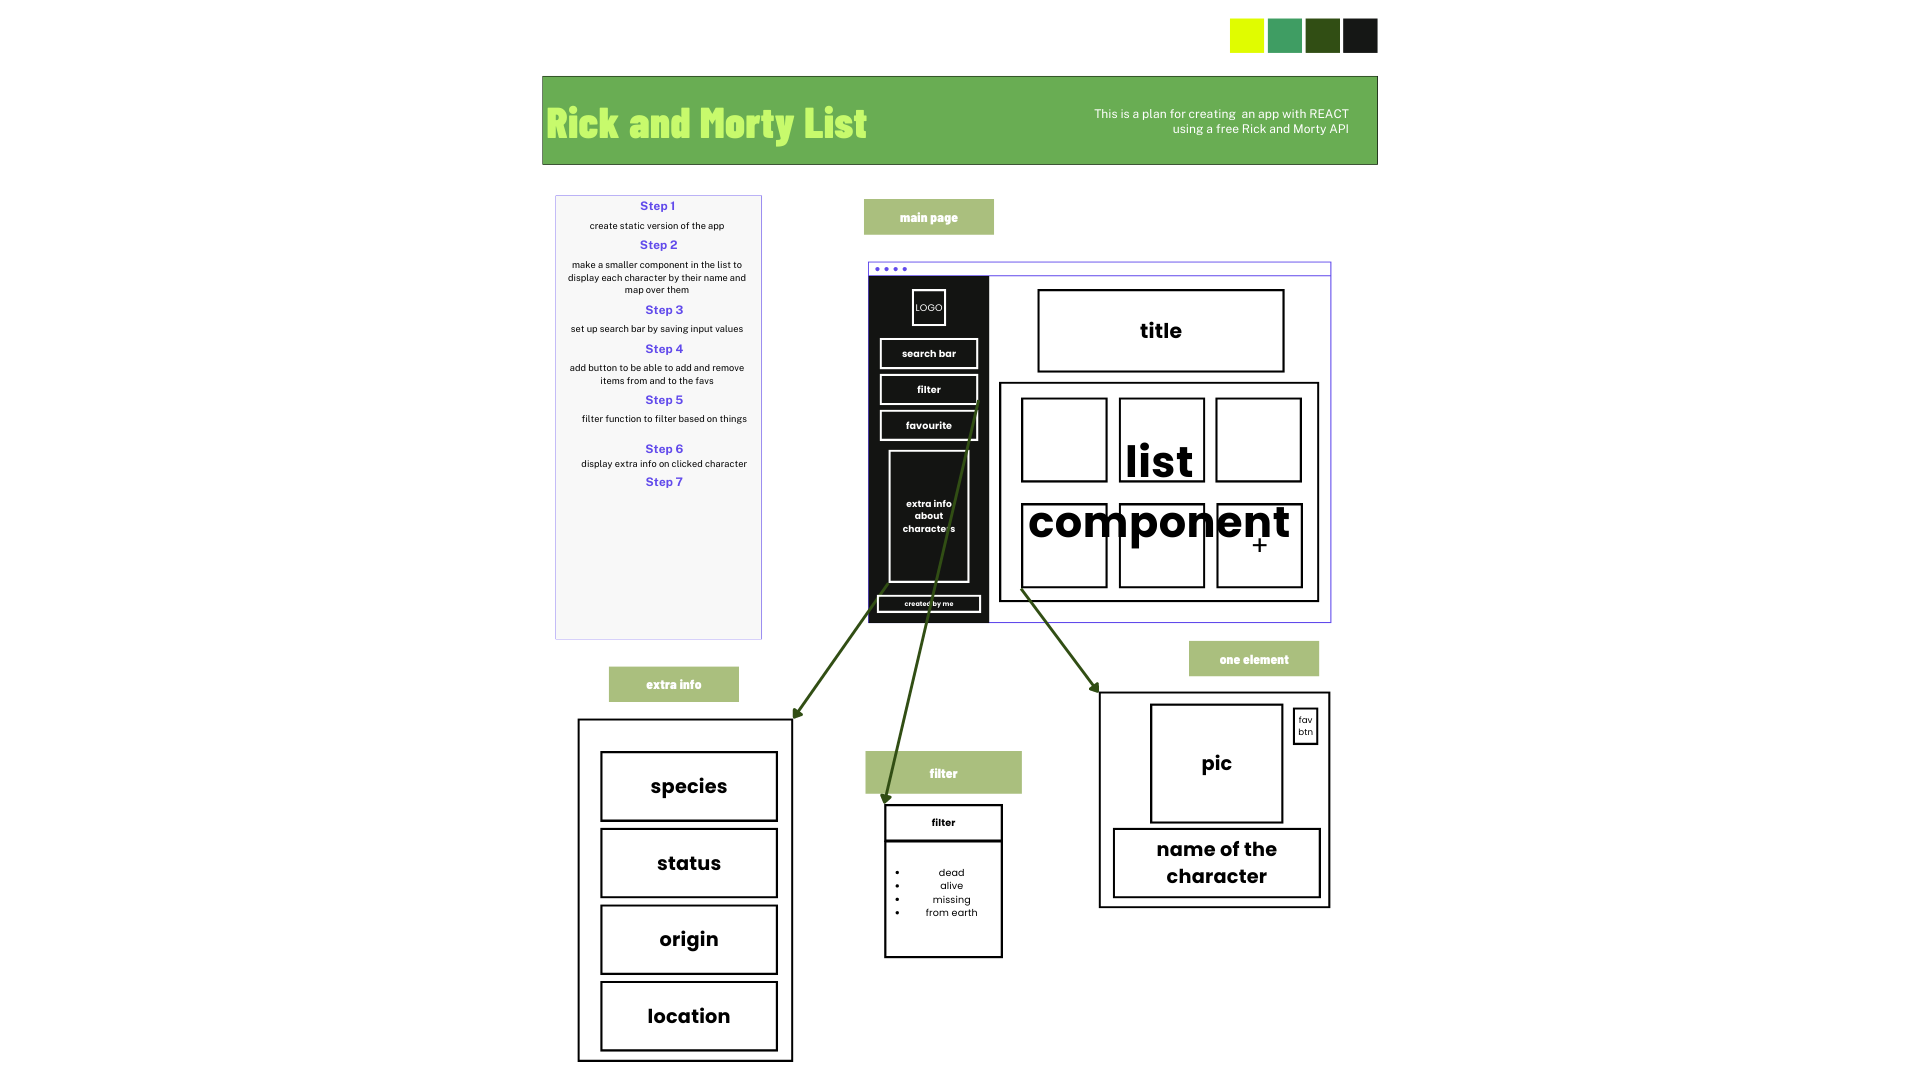 Rick and Morty List
This is a plan for creating an app with REACT
using a free Rick and Morty API
Step 1
create static version of the app
Step 2
make a smaller component in the list to
display each character by their name and
map over them
Step 3
set up search bar by saving input values
Step 4
add button to be able to add and remove
items from and to the favs
Step 5
filter function to filter based on things
Step 6
display extra info on clicked character
Step 7
main page
LOGO
search bar
filter
favourite
extra info
about
characters
created by me
title
list
component
+
extra info
species
status
origin
location
filter
filter
• dead
• alive
• missing
• from earth
one element
pic
fav
btn
name of the
character